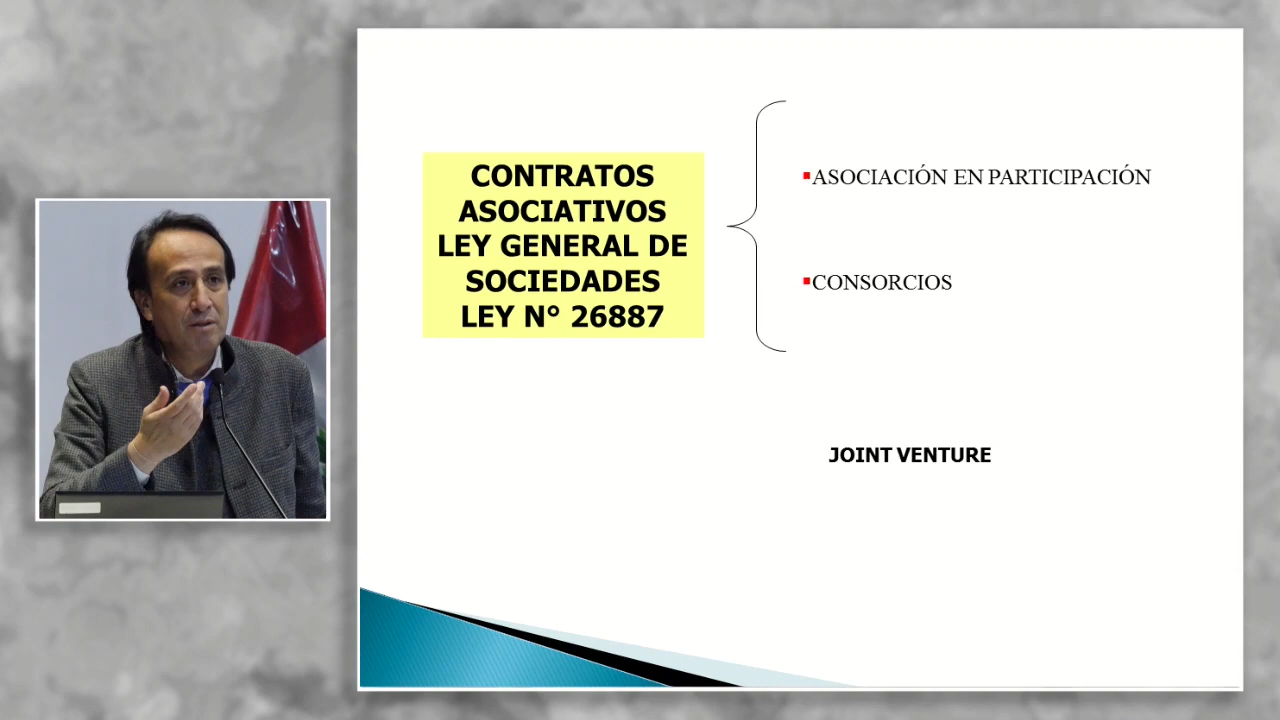 CONTRATOS
ASOCIATIVOS
LEY GENERAL DE
SOCIEDADES
LEY N° 26887
▪ASOCIACIÓN EN PARTICIPACIÓN
▪CONSORCIOS
JOINT VENTURE